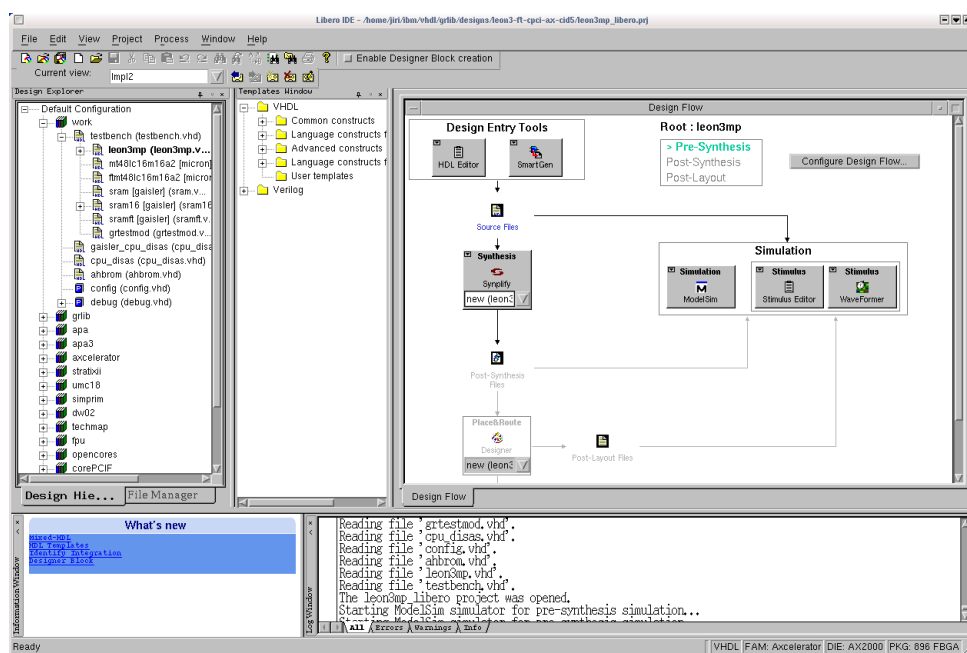 Libero IDE - /home/jiri/ibm/vhdl/grlib/designs/leon3-ft-cpci-ax-cid5/leon3mp_libero.prj
File Edit View Project Process Window Help
Enable Designer Block creation
Current view: Impl2
Design Explorer
Default Configuration
work
testbench (testbench.vhd)
leon3mp (leon3mp.v...
mt48lc16m16a2 [micron]
ftmt48lc16m16a2 [micror
sram [gaisler] (sram.v...
sram16 [gaisler] (sram16
sramft [gaisler] (sramft.v.
grtestmod (grtestmod.v...
gaisler_cpu_disas (cpu_disa
cpu_disas (cpu_disas.vhd)
ahbrom (ahbrom.vhd)
config (config.vhd)
debug (debug.vhd)
grlib
apa
apa3
axcelerator
stratixii
umc18
simprim
dw02
techmap
fpu
opencores
corePCIF
Design Hie... File Manager
Templates Window
VHDL
Common constructs
Language constructs f
Advanced constructs
Language constructs f
User templates
Verilog
Design Flow
Design Entry Tools
HDL Editor
SmartGen
Root : leon3mp
> Pre-Synthesis
Post-Synthesis
Post-Layout
Configure Design Flow...
Source Files
Synthesis
Synplify
new (leon3
Simulation
Simulation
ModelSim
Stimulus
Stimulus Editor
Stimulus
WaveFormer
Post-Synthesis
Files
Place&Route
Designer
new (leon3
Post-Layout Files
Design Flow
Information Window
What's new
Mixed-HDL
HDL Templates
Identify Integration
Designer Block
Log Window
Reading file 'grtestmod.vhd'.
Reading file 'cpu_disas.vhd'.
Reading file 'config.vhd'.
Reading file 'ahbrom.vhd'.
Reading file 'leon3mp.vhd'.
Reading file 'testbench.vhd'.
The leon3mp_libero project was opened.
Starting ModelSim simulator for pre-synthesis simulation...
Starting ModelSim simulator for pre-synthesis simulation
All Errors Warnings Info
Ready
VHDL FAM: Axcelerator DIE: AX2000 PKG: 896 FBGA